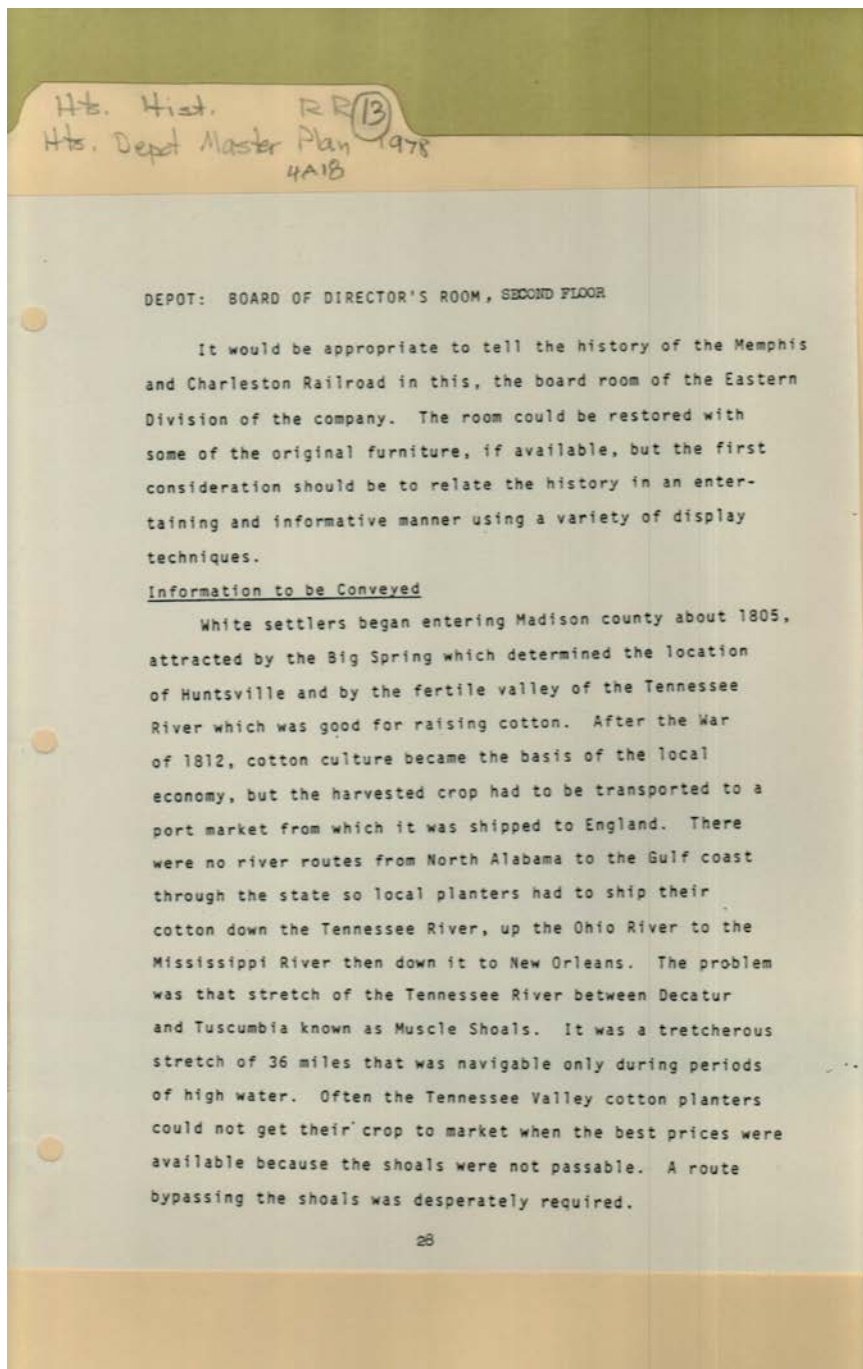 Hts. Hist. RR 13
Hts. Depot Master Plan 1978
4A1B
DEPOT: BOARD OF DIRECTOR'S ROOM, SECOND FLOOR
It would be appropriate to tell the history of the Memphis
and Charleston Railroad in this, the board room of the Eastern
Division of the company. The room could be restored with
some of the original furniture, if available, but the first
consideration should be to relate the history in an enter-
taining and informative manner using a variety of display
techniques.
Information to be Conveyed
White settlers began entering Madison county about 1805,
attracted by the Big Spring which determined the location
of Huntsville and by the fertile valley of the Tennessee
River which was good for raising cotton. After the War
of 1812, cotton culture became the basis of the local
economy, but the harvested crop had to be transported to a
port market from which it was shipped to England. There
were no river routes from North Alabama to the Gulf coast
through the state so local planters had to ship their
cotton down the Tennessee River, up the Ohio River to the
Mississippi River then down it to New Orleans. The problem
was that stretch of the Tennessee River between Decatur
and Tuscumbia known as Muscle Shoals. It was a tretcherous
stretch of 36 miles that was navigable only during periods
of high water. Often the Tennessee Valley cotton planters
could not get their crop to market when the best prices were
available because the shoals were not passable. A route
bypassing the shoals was desperately required.
28